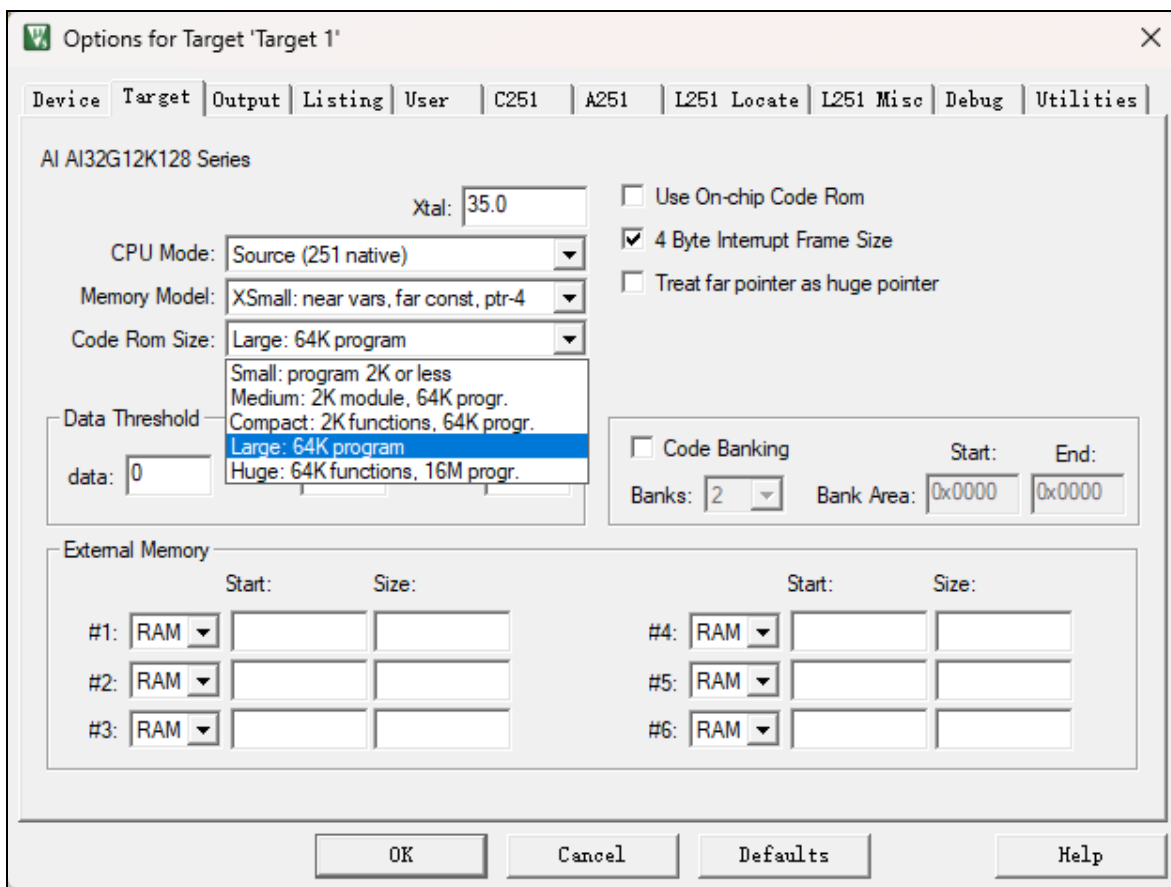 Options for Target 'Target 1'
Device Target Output Listing User C251 A251 L251 Locate L251 Misc Debug Utilities
AI AI32G12K128 Series
Xtal: 35.0
Use On-chip Code Rom
CPU Mode: Source (251 native)
4 Byte Interrupt Frame Size
Memory Model: XSmall: near vars, far const, ptr-4
Treat far pointer as huge pointer
Code Rom Size: Large: 64K program
Small: program 2K or less
Medium: 2K module, 64K progr.
Compact: 2K functions, 64K progr.
Large: 64K program
Huge: 64K functions, 16M progr.
Data Threshold
data: 0
Code Banking Start: End:
Banks: 2 Bank Area: 0x0000 0x0000
External Memory
Start: Size: Start: Size:
#1: RAM #4: RAM
#2: RAM #5: RAM
#3: RAM #6: RAM
OK Cancel Defaults Help